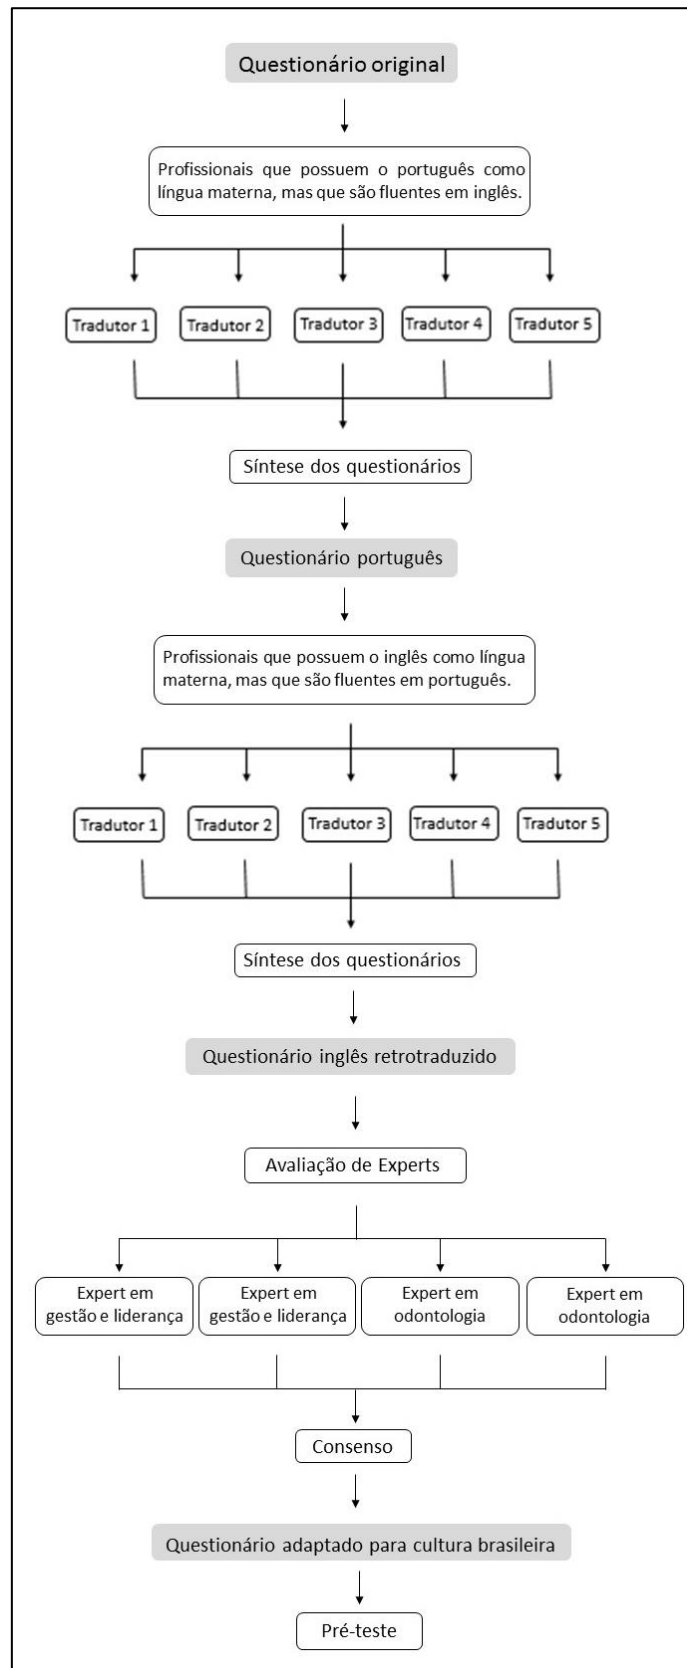 Questionário original
Profissionais que possuem o português como
língua materna, mas que são fluentes em inglês.
Tradutor 1
Tradutor 2
Tradutor 3
Tradutor 4
Tradutor 5
Síntese dos questionários
Questionário português
Profissionais que possuem o inglês como língua
materna, mas que são fluentes em português.
Tradutor 1
Tradutor 2
Tradutor 3
Tradutor 4
Tradutor 5
Síntese dos questionários
Questionário inglês retrotraduzido
Avaliação de Experts
Expert em
gestão e liderança
Expert em
gestão e liderança
Expert em
odontologia
Expert em
odontologia
Consenso
Questionário adaptado para cultura brasileira
Pré-teste